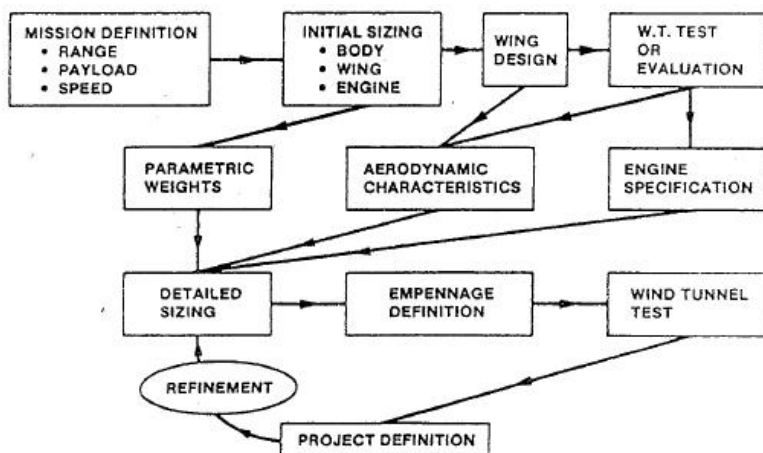 MISSION DEFINITION
• RANGE
• PAYLOAD
• SPEED
INITIAL SIZING
• BODY
• WING
• ENGINE
WING
DESIGN
W.T. TEST
OR
EVALUATION
PARAMETRIC
WEIGHTS
AERODYNAMIC
CHARACTERISTICS
ENGINE
SPECIFICATION
DETAILED
SIZING
EMPENNAGE
DEFINITION
WIND TUNNEL
TEST
REFINEMENT
PROJECT DEFINITION